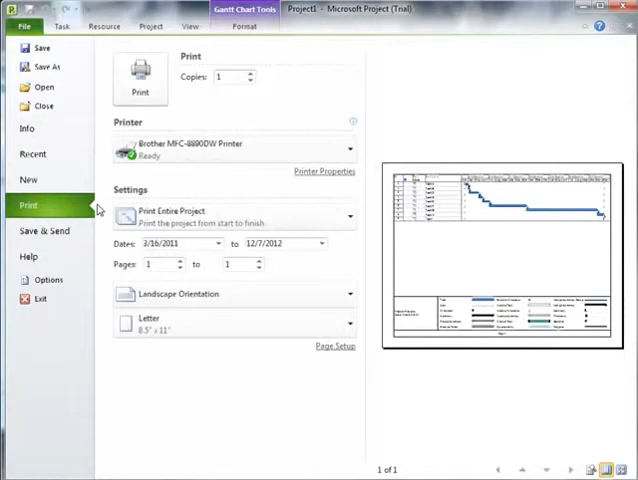 Gantt Chart Tools
Project1 - Microsoft Project (Trial)
File Task Resource Project View Format
Save
Save As
Open
Close
Info
Recent
New
Print
Save & Send
Help
Options
Exit
Print
Print
Copies: 1
Printer
Brother MFC-8890DW Printer
Ready
Printer Properties
Settings
Print Entire Project
Print the project from start to finish.
Dates: 3/16/2011 to 12/7/2012
Pages: 1 to 1
Landscape Orientation
Letter
8.5" x 11"
Page Setup
1 of 1